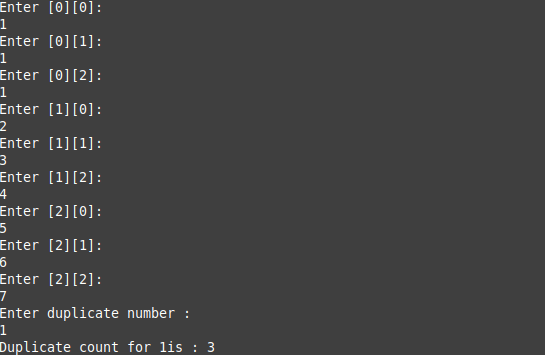 Enter [0][0]:
1
Enter [0][1]:
1
Enter [0][2]:
1
Enter [1][0]:
2
Enter [1][1]:
3
Enter [1][2]:
4
Enter [2][0]:
5
Enter [2][1]:
6
Enter [2][2]:
7
Enter duplicate number :
1
Duplicate count for 1is : 3